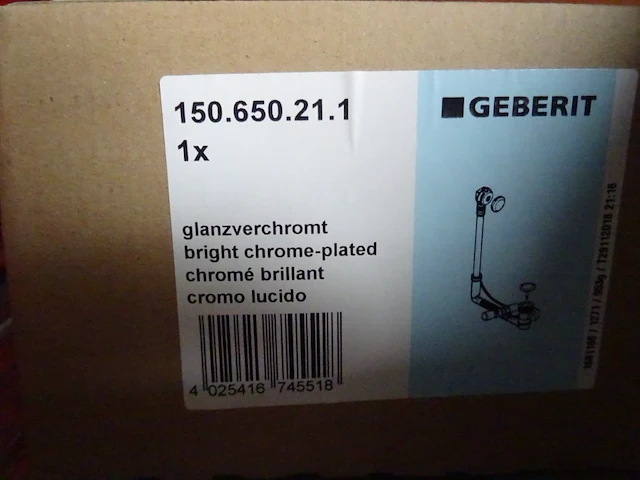 150.650.21.1
1x
GEBERIT
glanzverchromt
bright chrome-plated
chromé brillant
cromo lucido
4 025416 745518